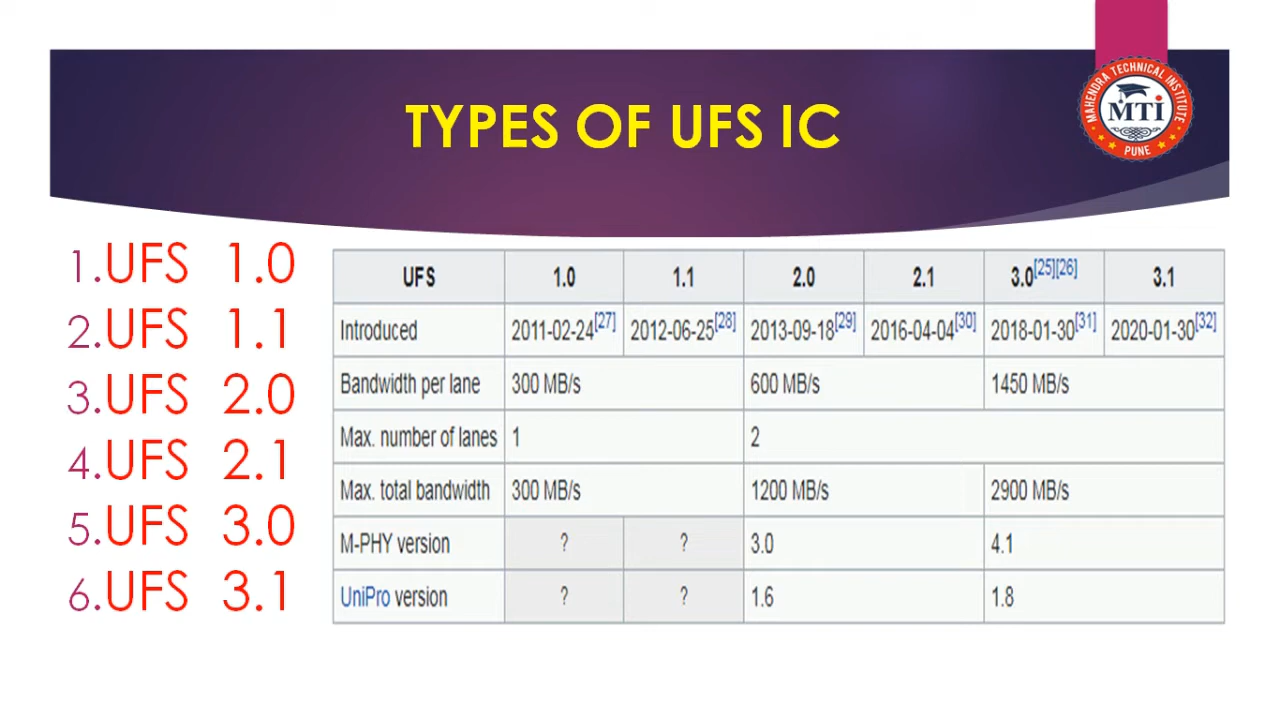 TYPES OF UFS IC
MAHENDRA TECHNICAL INSTITUTE
MTi
PUNE
1.UFS 1.0
2.UFS 1.1
3.UFS 2.0
4.UFS 2.1
5.UFS 3.0
6.UFS 3.1
UFS 1.0 1.1 2.0 2.1 3.0[25][26] 3.1
Introduced 2011-02-24[27] 2012-06-25[28] 2013-09-18[29] 2016-04-04[30] 2018-01-30[31] 2020-01-30[32]
Bandwidth per lane 300 MB/s 600 MB/s 1450 MB/s
Max. number of lanes 1 2
Max. total bandwidth 300 MB/s 1200 MB/s 2900 MB/s
M-PHY version ? ? 3.0 4.1
UniPro version ? ? 1.6 1.8